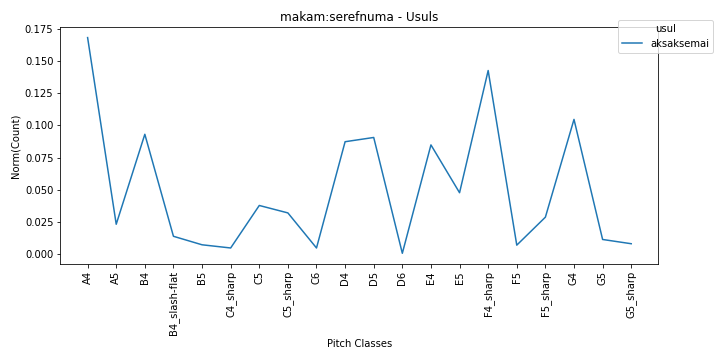 makam:serefnuma - Usuls
usul
aksaksemai
Norm(Count)
0.175
0.150
0.125
0.100
0.075
0.050
0.025
0.000
A4
A5
B4
B4_slash-flat
B5
C4_sharp
C5
C5_sharp
C6
D4
D5
D6
E4
E5
F4_sharp
F5
F5_sharp
G4
G5
G5_sharp
Pitch Classes